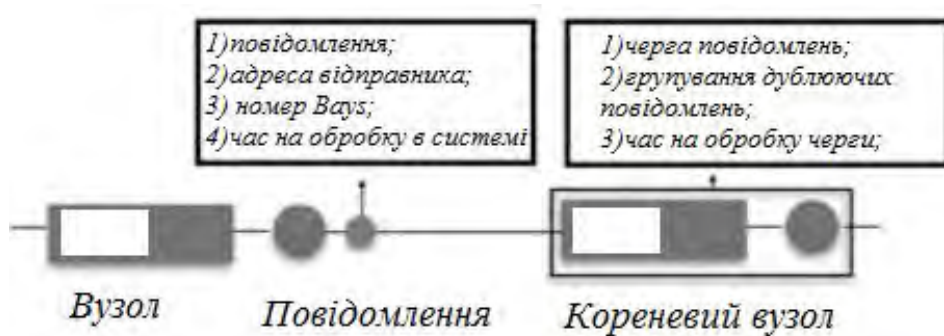 1)повідомлення;
2)адреса відправника;
3) номер Bays;
4)час на обробку в системі
1)черга повідомлень;
2)групування дублюючих
повідомлень;
3)час на обробку черги;
Вузол
Повідомлення
Кореневий вузол